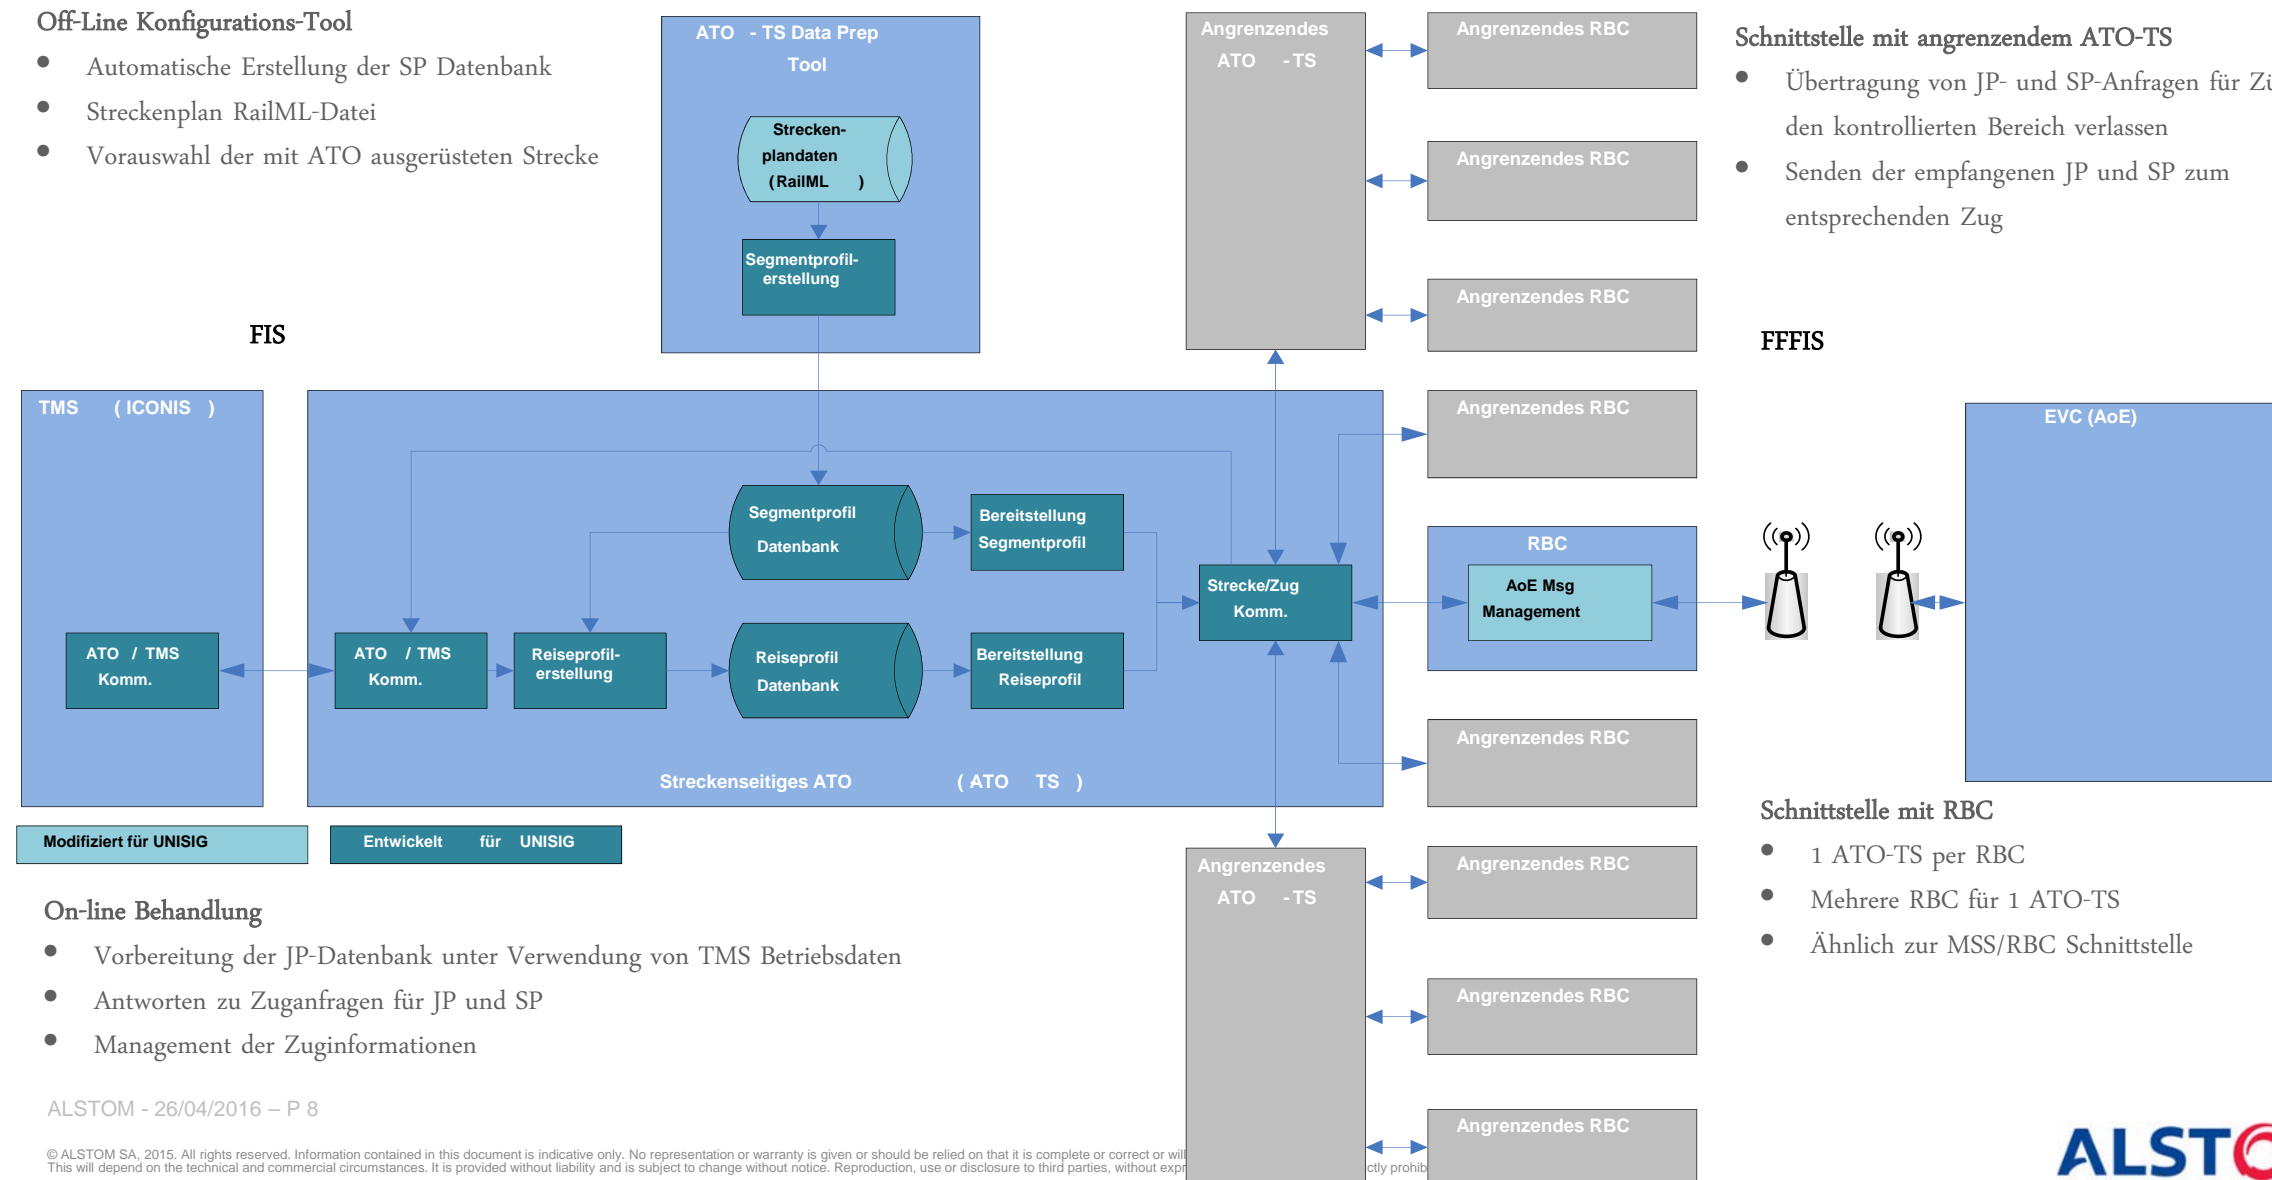 Off-Line Konfigurations-Tool
• Automatische Erstellung der SP Datenbank
• Streckenplan RailML-Datei
• Vorauswahl der mit ATO ausgerüsteten Strecke
ATO - TS Data Prep
Tool
Strecken-
plandaten
(RailML )
Segmentprofil-
erstellung
Angrenzendes
ATO - TS
Angrenzendes RBC
Angrenzendes RBC
Angrenzendes RBC
Schnittstelle mit angrenzendem ATO-TS
• Übertragung von JP- und SP-Anfragen für
den kontrollierten Bereich verlassen
• Senden der empfangenen JP und SP zum
entsprechenden Zug
FIS
FFFIS
TMS ( ICONIS )
ATO / TMS
Komm.
ATO / TMS
Komm.
Reiseprofil-
erstellung
Segmentprofil
Datenbank
Reiseprofil
Datenbank
Bereitstellung
Segmentprofil
Bereitstellung
Reiseprofil
Strecke/Zug
Komm.
Streckenseitiges ATO ( ATO TS )
Angrenzendes RBC
RBC
AoE Msg
Management
Angrenzendes RBC
EVC (AoE)
Modifiziert für UNISIG
Entwickelt für UNISIG
On-line Behandlung
• Vorbereitung der JP-Datenbank unter Verwendung von TMS Betriebsdaten
• Antworten zu Zuganfragen für JP und SP
• Management der Zuginformationen
Angrenzendes
ATO - TS
Angrenzendes RBC
Angrenzendes RBC
Angrenzendes RBC
Schnittstelle mit RBC
• 1 ATO-TS per RBC
• Mehrere RBC für 1 ATO-TS
• Ähnlich zur MSS/RBC Schnittstelle
ALSTOM - 26/04/2016 – P 8
© ALSTOM SA, 2015. All rights reserved. Information contained in this document is indicative only. No representation or warranty is given or should be relied on that it is complete or correct or will
This will depend on the technical and commercial circumstances. It is provided without liability and is subject to change without notice. Reproduction, use or disclosure to third parties, without